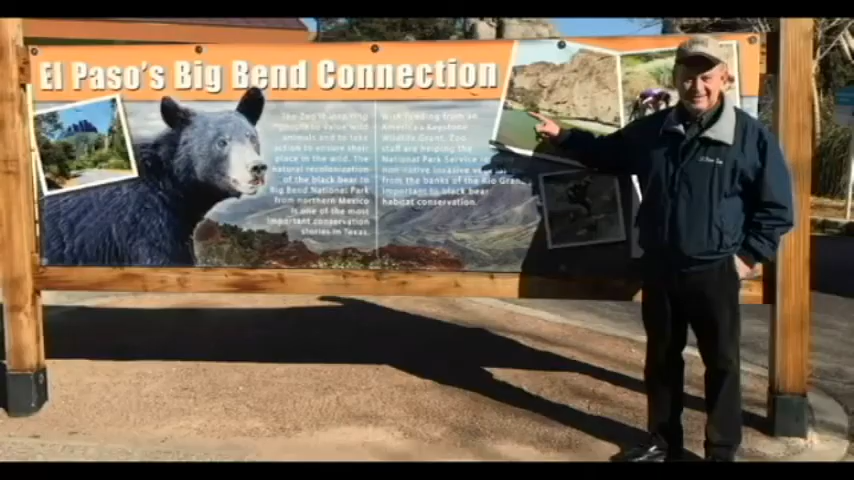 El Paso's Big Bend Connection
The Zoo is inspiring
people to value wild
animals and to take
action to ensure their
place in the wild. The
natural recolonization
of the black bear to
Big Bend National Park
from northern Mexico
is one of the most
important conservation
stories in Texas.
With funding from an
America's Keystone
Wildlife Grant, Zoo
staff are helping the
National Park Service
non-native invasive
from the banks of the Rio Grande
important to black bear
habitat conservation.